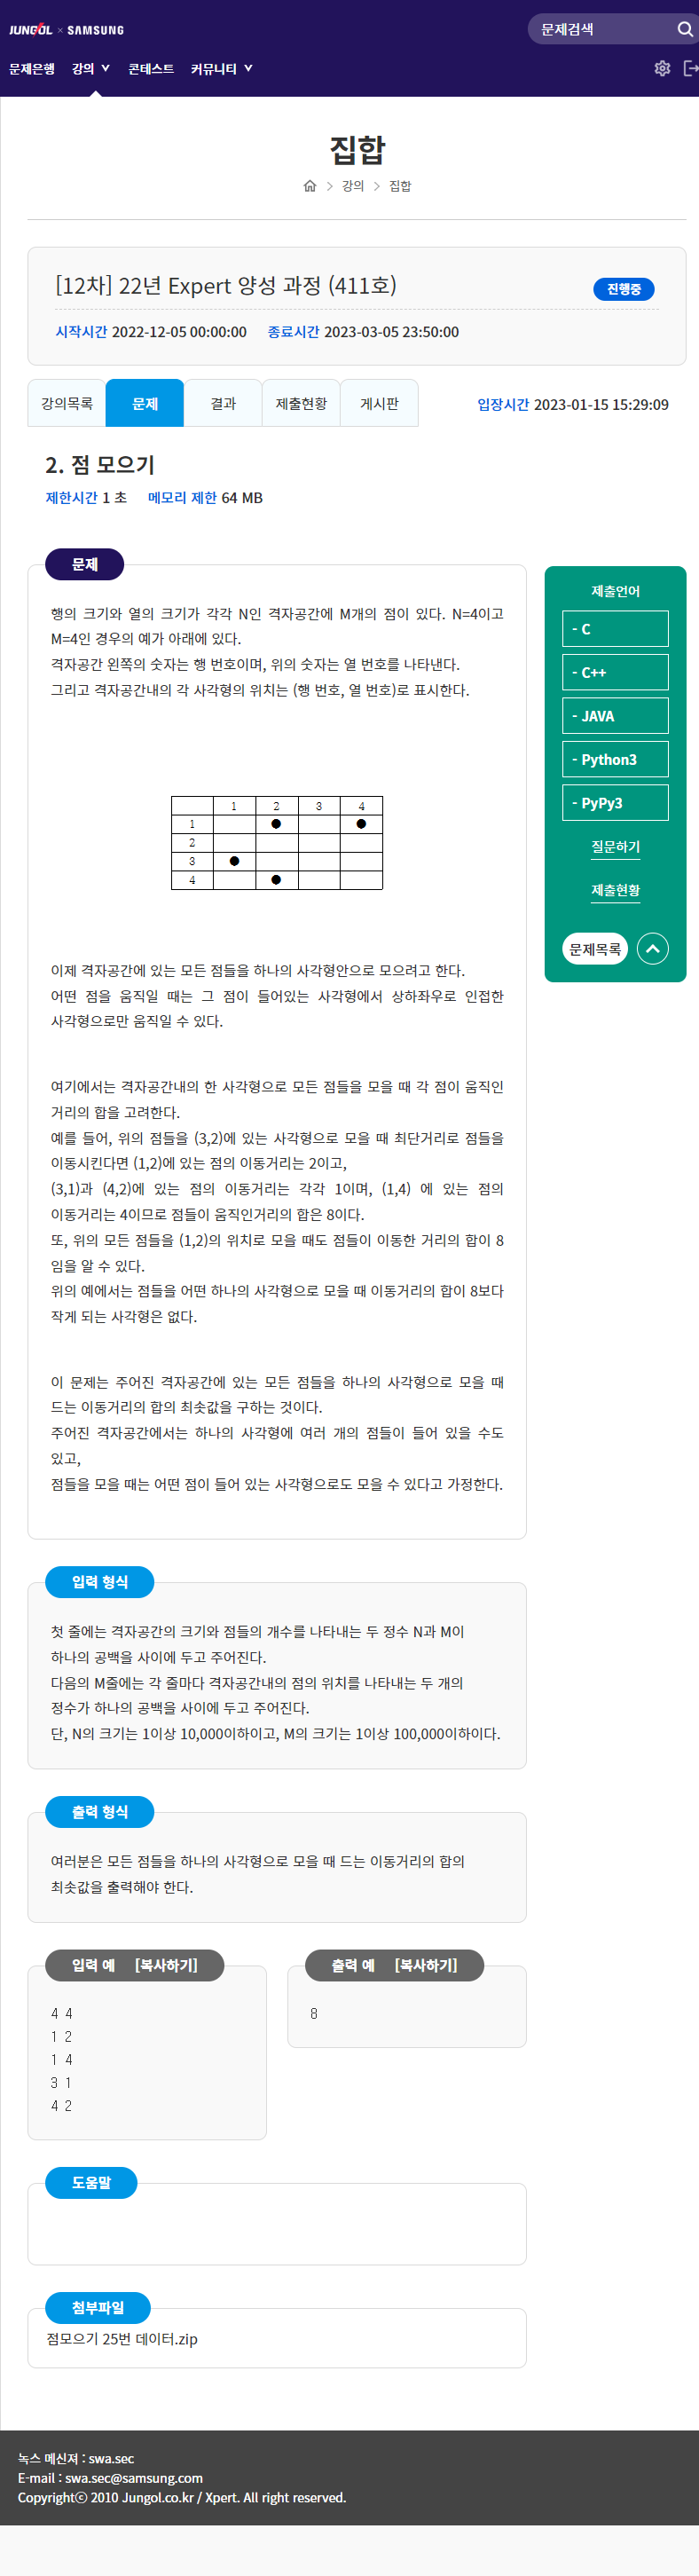 JUNGOL × SAMSUNG
문제검색
문제은행 강의 콘테스트 커뮤니티
집합
강의 집합
[12차] 22년 Expert 양성 과정 (411호)
진행중
시작시간 2022-12-05 00:00:00 종료시간 2023-03-05 23:50:00
강의목록 문제 결과 제출현황 게시판
입장시간 2023-01-15 15:29:09
2. 점 모으기
제한시간 1 초 메모리 제한 64 MB
문제
행의 크기와 열의 크기가 각각 N인 격자공간에 M개의 점이 있다. N=4이고
M=4인 경우의 예가 아래에 있다.
격자공간 왼쪽의 숫자는 행 번호이며, 위의 숫자는 열 번호를 나타낸다.
그리고 격자공간내의 각 사각형의 위치는 (행 번호, 열 번호)로 표시한다.
1 2 3 4
1 ● ●
2
3 ●
4 ●
이제 격자공간에 있는 모든 점들을 하나의 사각형안으로 모으려고 한다.
어떤 점을 움직일 때는 그 점이 들어있는 사각형에서 상하좌우로 인접한
사각형으로만 움직일 수 있다.
여기에서는 격자공간내의 한 사각형으로 모든 점들을 모을 때 각 점이 움직인
거리의 합을 고려한다.
예를 들어, 위의 점들을 (3,2)에 있는 사각형으로 모을 때 최단거리로 점들을
이동시킨다면 (1,2)에 있는 점의 이동거리는 2이고,
(3,1)과 (4,2)에 있는 점의 이동거리는 각각 1이며, (1,4) 에 있는 점의
이동거리는 4이므로 점들이 움직인거리의 합은 8이다.
또, 위의 모든 점들을 (1,2)의 위치로 모을 때도 점들이 이동한 거리의 합이 8
임을 알 수 있다.
위의 예에서는 점들을 어떤 하나의 사각형으로 모을 때 이동거리의 합이 8보다
작게 되는 사각형은 없다.
이 문제는 주어진 격자공간에 있는 모든 점들을 하나의 사각형으로 모을 때
드는 이동거리의 합의 최솟값을 구하는 것이다.
주어진 격자공간에서는 하나의 사각형에 여러 개의 점들이 들어 있을 수도
있고,
점들을 모을 때는 어떤 점이 들어 있는 사각형으로도 모을 수 있다고 가정한다.
제출언어
- C
- C++
- JAVA
- Python3
- PyPy3
질문하기
제출현황
문제목록
입력 형식
첫 줄에는 격자공간의 크기와 점들의 개수를 나타내는 두 정수 N과 M이
하나의 공백을 사이에 두고 주어진다.
다음의 M줄에는 각 줄마다 격자공간내의 점의 위치를 나타내는 두 개의
정수가 하나의 공백을 사이에 두고 주어진다.
단, N의 크기는 1이상 10,000이하이고, M의 크기는 1이상 100,000이하이다.
출력 형식
여러분은 모든 점들을 하나의 사각형으로 모을 때 드는 이동거리의 합의
최솟값을 출력해야 한다.
입력 예 [복사하기]
4 4
1 2
1 4
3 1
4 2
출력 예 [복사하기]
8
도움말
첨부파일
점모으기 25번 데이터.zip
녹스 메신져 : swa.sec
E-mail : swa.sec@samsung.com
Copyrightⓒ 2010 Jungol.co.kr / Xpert. All right reserved.